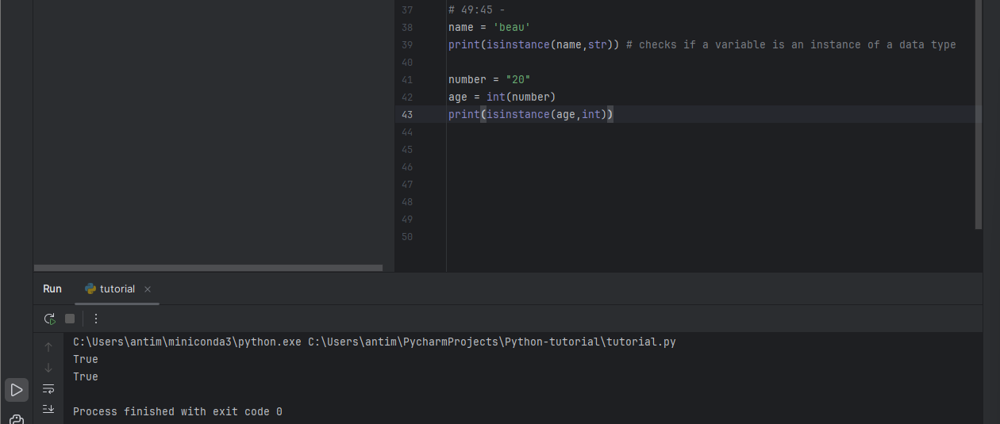 37 # 49:45 -
38 name = 'beau'
39 print(isinstance(name,str)) # checks if a variable is an instance of a data type
40
41 number = "20"
42 age = int(number)
43 print(isinstance(age,int))
44
45
46
47
48
49
50
Run tutorial
C:\Users\antim\miniconda3\python.exe C:\Users\antim\PycharmProjects\Python-tutorial\tutorial.py
True
True
Process finished with exit code 0